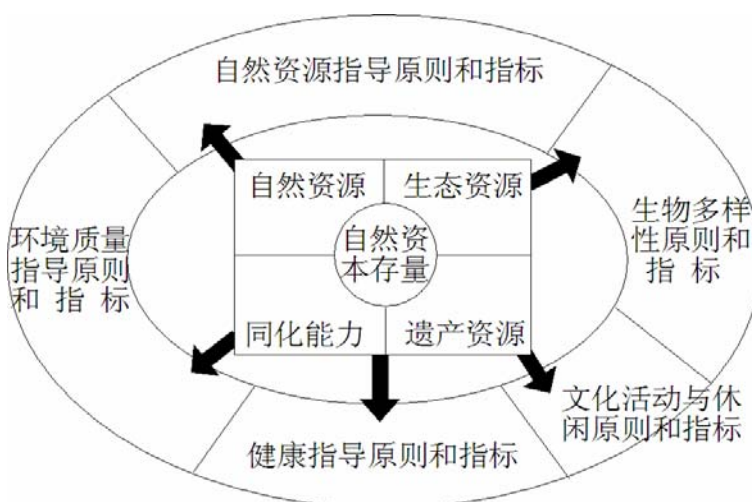 自然资源指导原则和指标
自然资源
生态资源
环境质量
指导原则
和 指 标
自然资
本存量
生物多样
性原则和
指 标
同化能力
遗产资源
文化活动与休
闲原则和指标
健康指导原则和指标